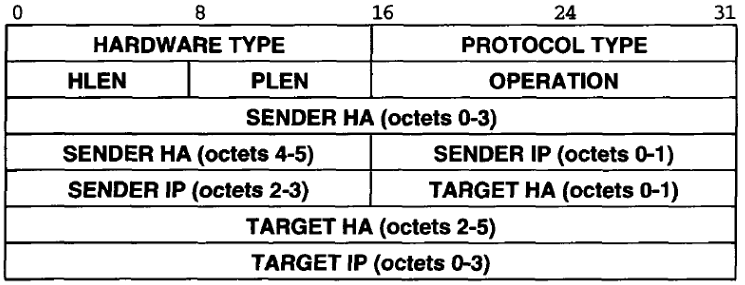 0 8 16 24 31
HARDWARE TYPE PROTOCOL TYPE
HLEN PLEN OPERATION
SENDER HA (octets 0-3)
SENDER HA (octets 4-5) SENDER IP (octets 0-1)
SENDER IP (octets 2-3) TARGET HA (octets 0-1)
TARGET HA (octets 2-5)
TARGET IP (octets 0-3)